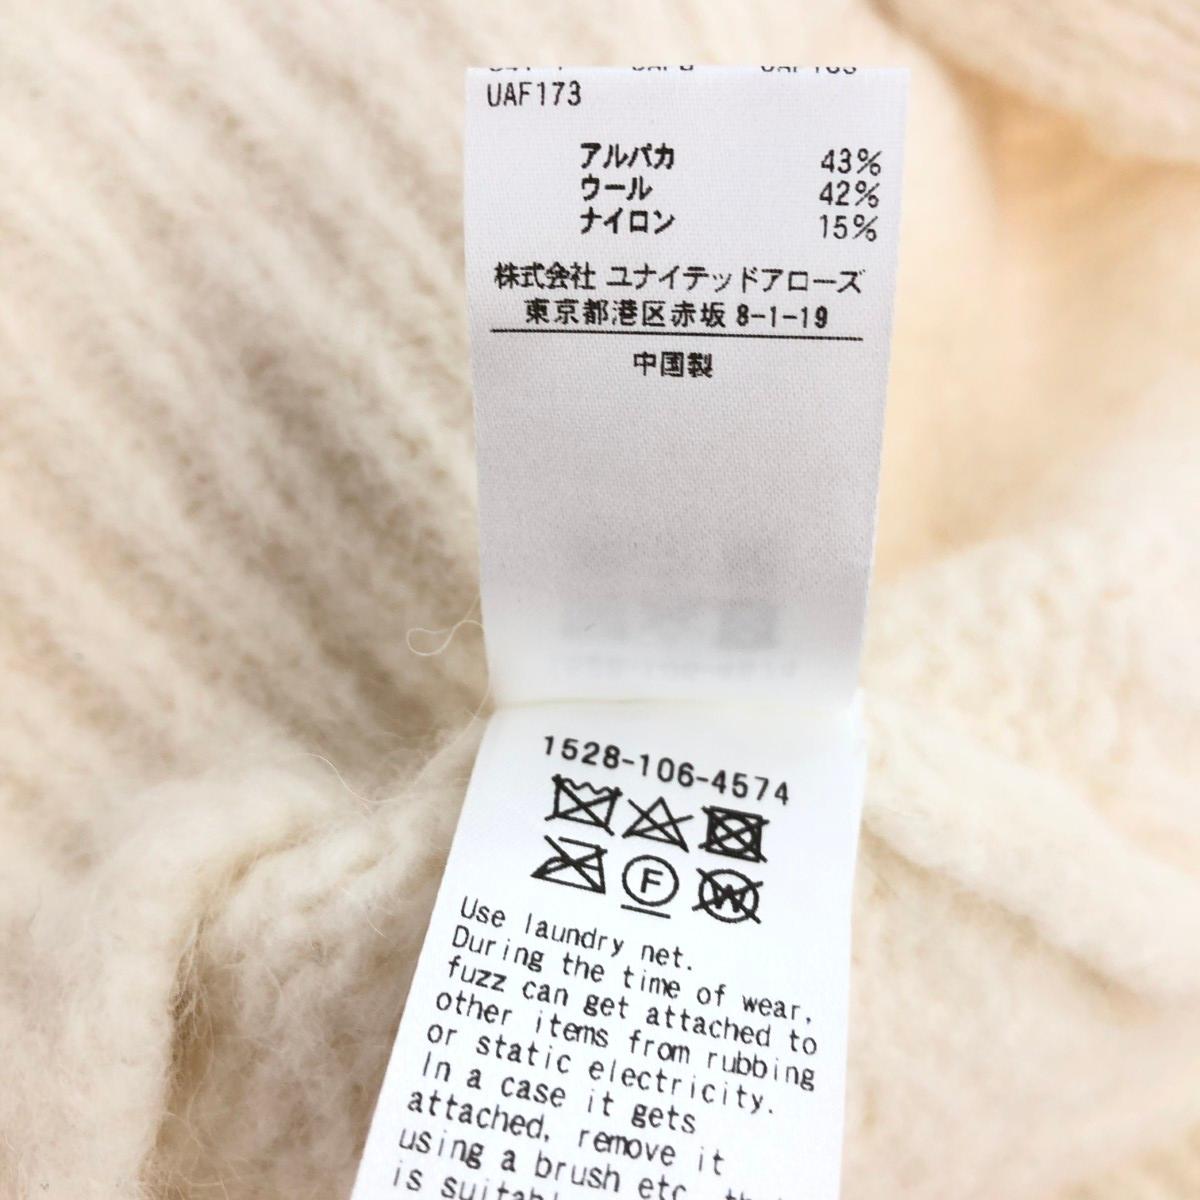 UAF173
アルパカ 43%
ウール 42%
ナイロン 15%
株式会社 ユナイテッドアローズ
東京都港区赤坂 8-1-19
中国製
1528-106-4574
F W
Use laundry net.
During the time of wear,
fuzz can get attached to
other items from rubbing
or static electricity.
In a case it gets
attached, remove it
using a brush etc
is